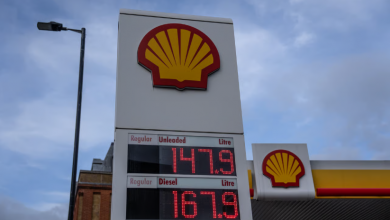 Regular Unleaded Litre
147.9
Regular Diesel Litre
167.9